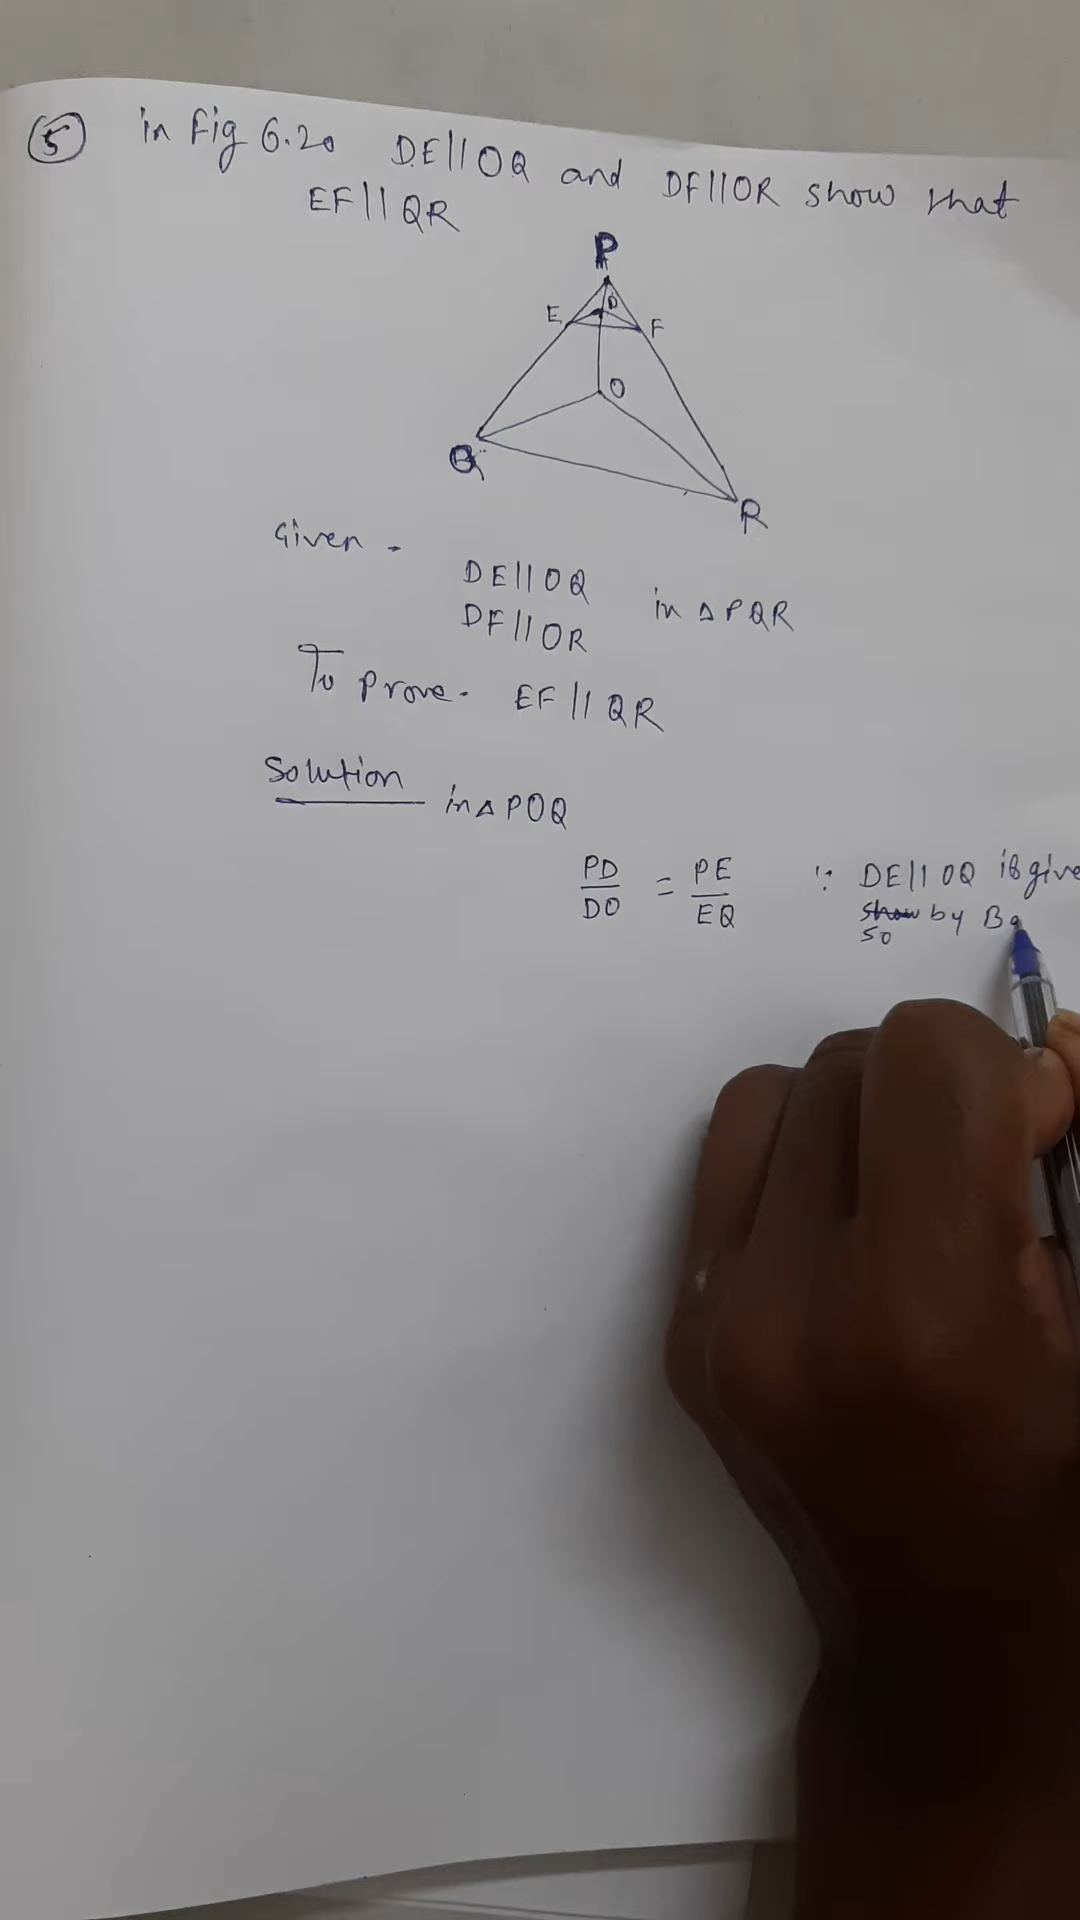 5 in Fig 6.20 DE||OQ and DF||OR show that
EF||QR
P
E D F
O
Q
R
Given -
DE||OQ
in △PQR
DF||OR
To prove. EF||QR
Solution in△POQ
PD/DO = PE/EQ ∵ DE||OQ is give
by Ba
so